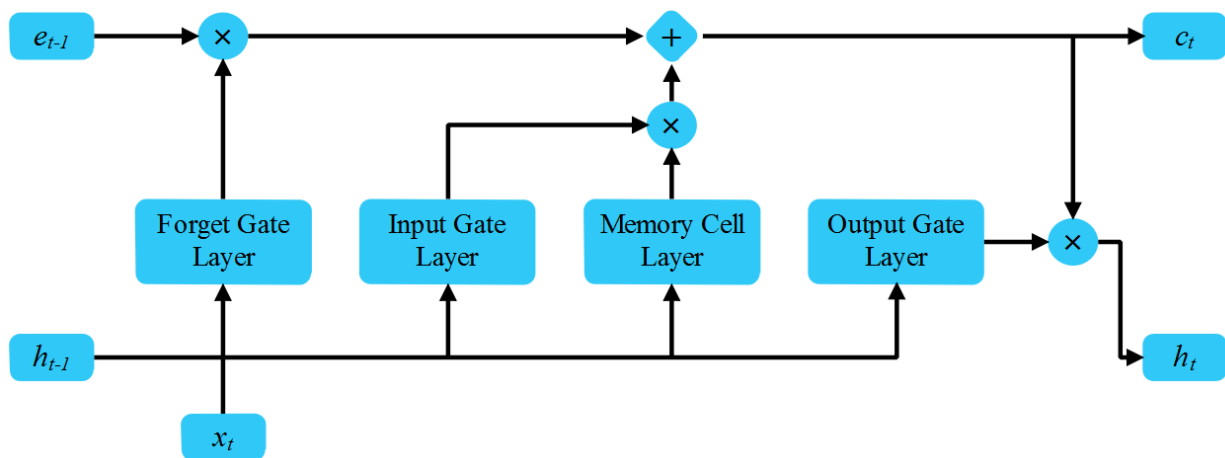 e_{t-1}
×
+
c_t
×
Forget Gate
Layer
Input Gate
Layer
Memory Cell
Layer
Output Gate
Layer
×
h_{t-1}
h_t
x_t